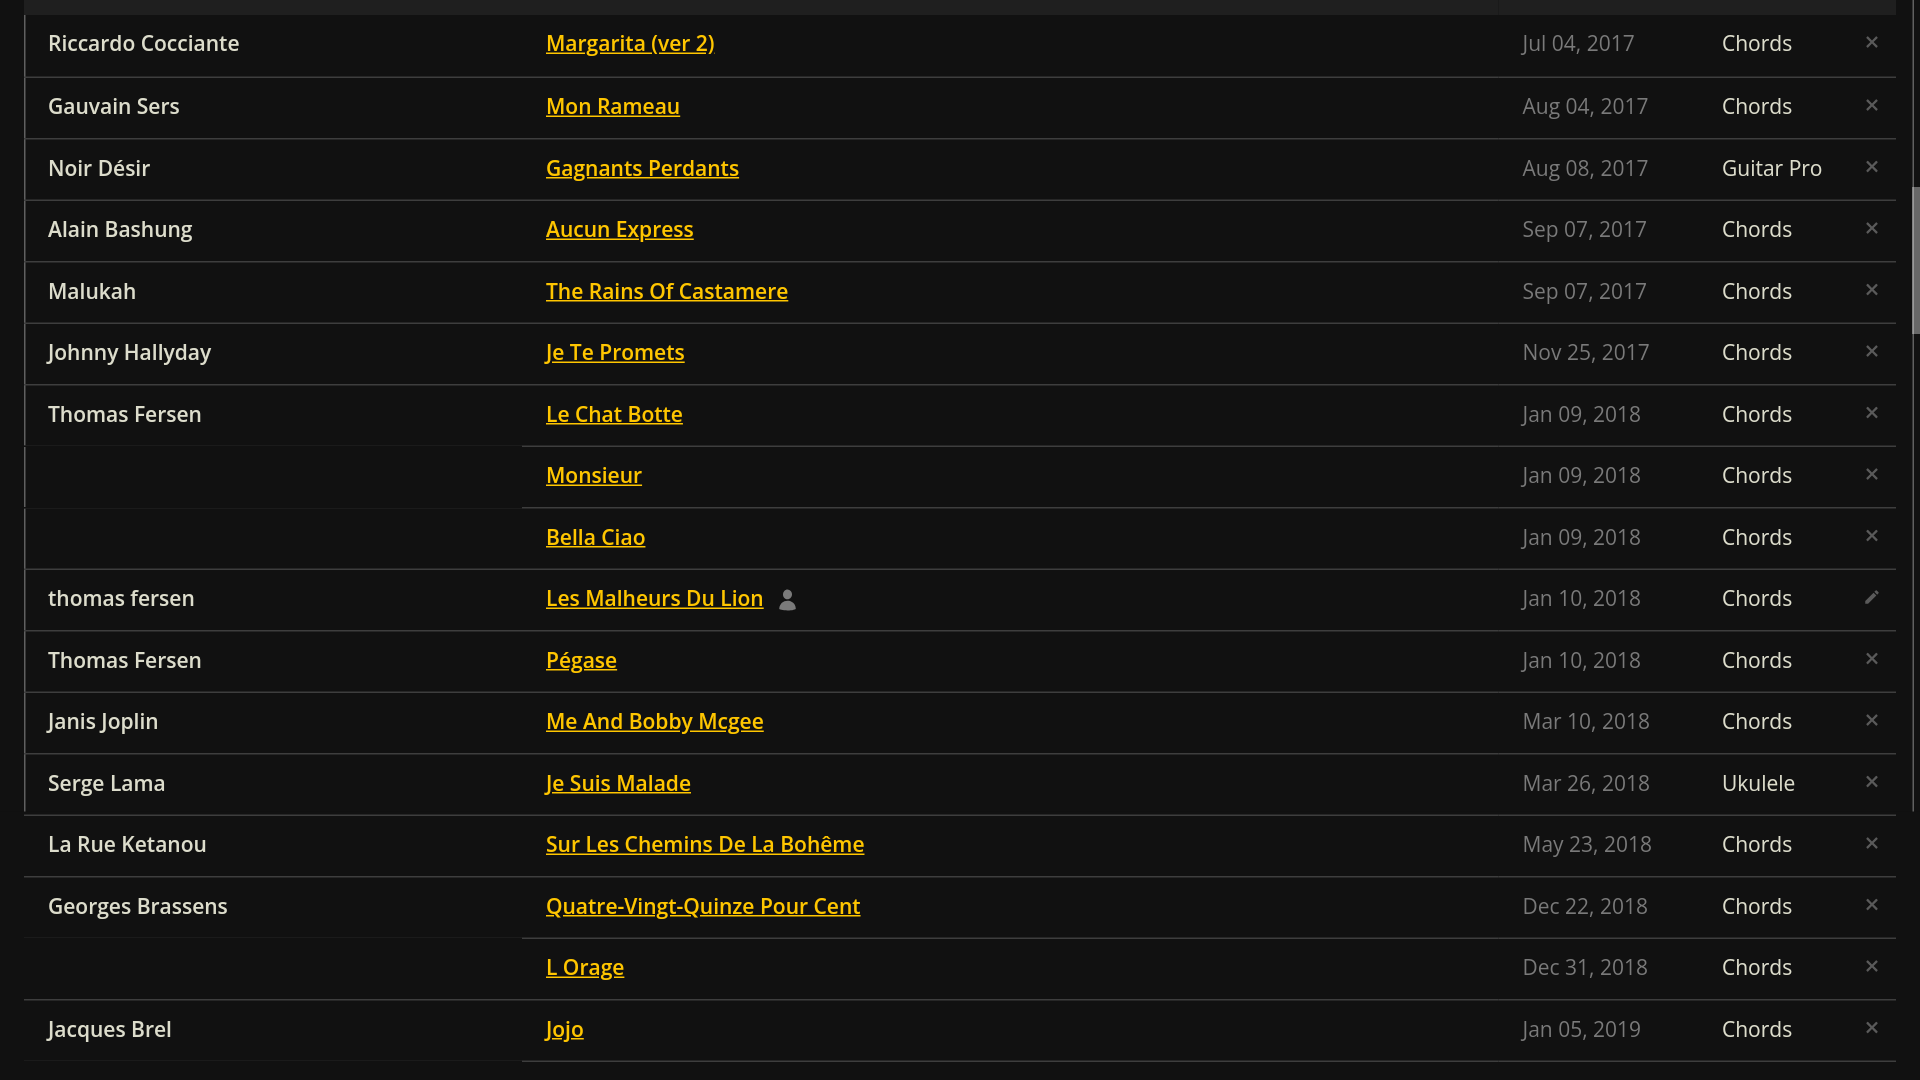 Riccardo Cocciante Margarita (ver 2) Jul 04, 2017 Chords
Gauvain Sers Mon Rameau Aug 04, 2017 Chords
Noir Désir Gagnants Perdants Aug 08, 2017 Guitar Pro
Alain Bashung Aucun Express Sep 07, 2017 Chords
Malukah The Rains Of Castamere Sep 07, 2017 Chords
Johnny Hallyday Je Te Promets Nov 25, 2017 Chords
Thomas Fersen Le Chat Botte Jan 09, 2018 Chords
Monsieur Jan 09, 2018 Chords
Bella Ciao Jan 09, 2018 Chords
thomas fersen Les Malheurs Du Lion Jan 10, 2018 Chords
Thomas Fersen Pégase Jan 10, 2018 Chords
Janis Joplin Me And Bobby Mcgee Mar 10, 2018 Chords
Serge Lama Je Suis Malade Mar 26, 2018 Ukulele
La Rue Ketanou Sur Les Chemins De La Bohême May 23, 2018 Chords
Georges Brassens Quatre-Vingt-Quinze Pour Cent Dec 22, 2018 Chords
L Orage Dec 31, 2018 Chords
Jacques Brel Jojo Jan 05, 2019 Chords